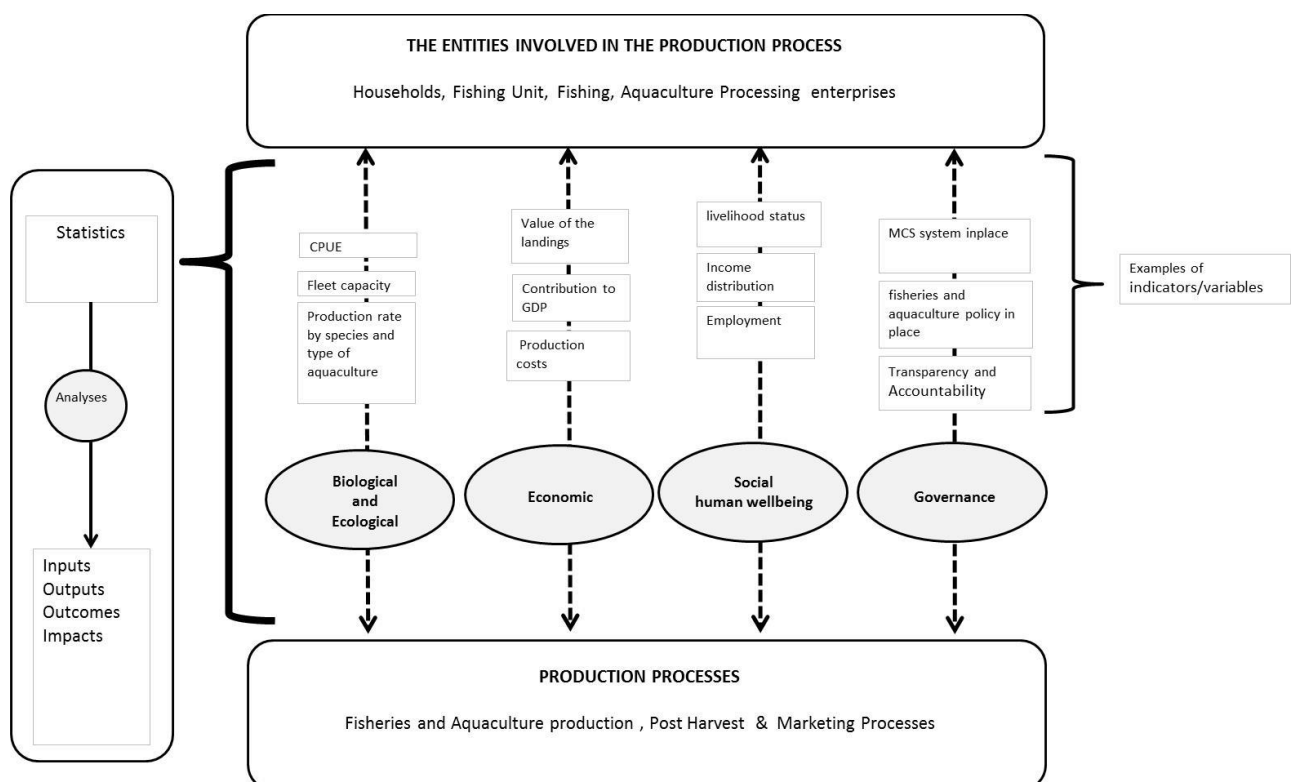 THE ENTITIES INVOLVED IN THE PRODUCTION PROCESS
Households, Fishing Unit, Fishing, Aquaculture Processing enterprises
Statistics
Analyses
Inputs
Outputs
Outcomes
Impacts
CPUE
Fleet capacity
Production rate
by species and
type of
aquaculture
Biological
and
Ecological
Value of the
landings
Contribution to
GDP
Production
costs
Economic
livelihood status
Income
distribution
Employment
Social
human wellbeing
MCS system inplace
fisheries and
aquaculture policy in
place
Transparency and
Accountability
Governance
Examples of
indicators/variables
PRODUCTION PROCESSES
Fisheries and Aquaculture production , Post Harvest & Marketing Processes